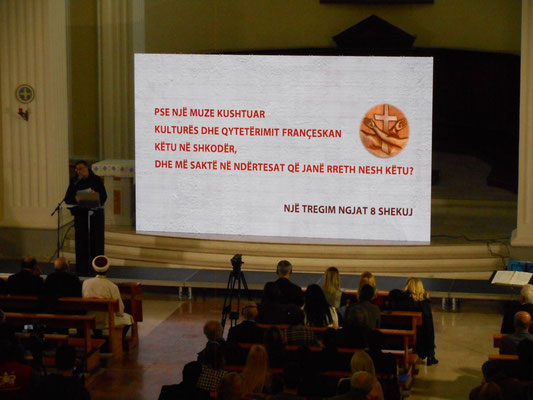 PSE NJË MUZE KUSHTUAR
KULTURËS DHE QYTETËRIMIT FRANÇESKAN
KËTU NË SHKODËR,
DHE MË SAKTË NË NDËRTESAT QË JANË RRETH NESH KËTU?
NJË TREGIM NGJAT 8 SHEKUJ